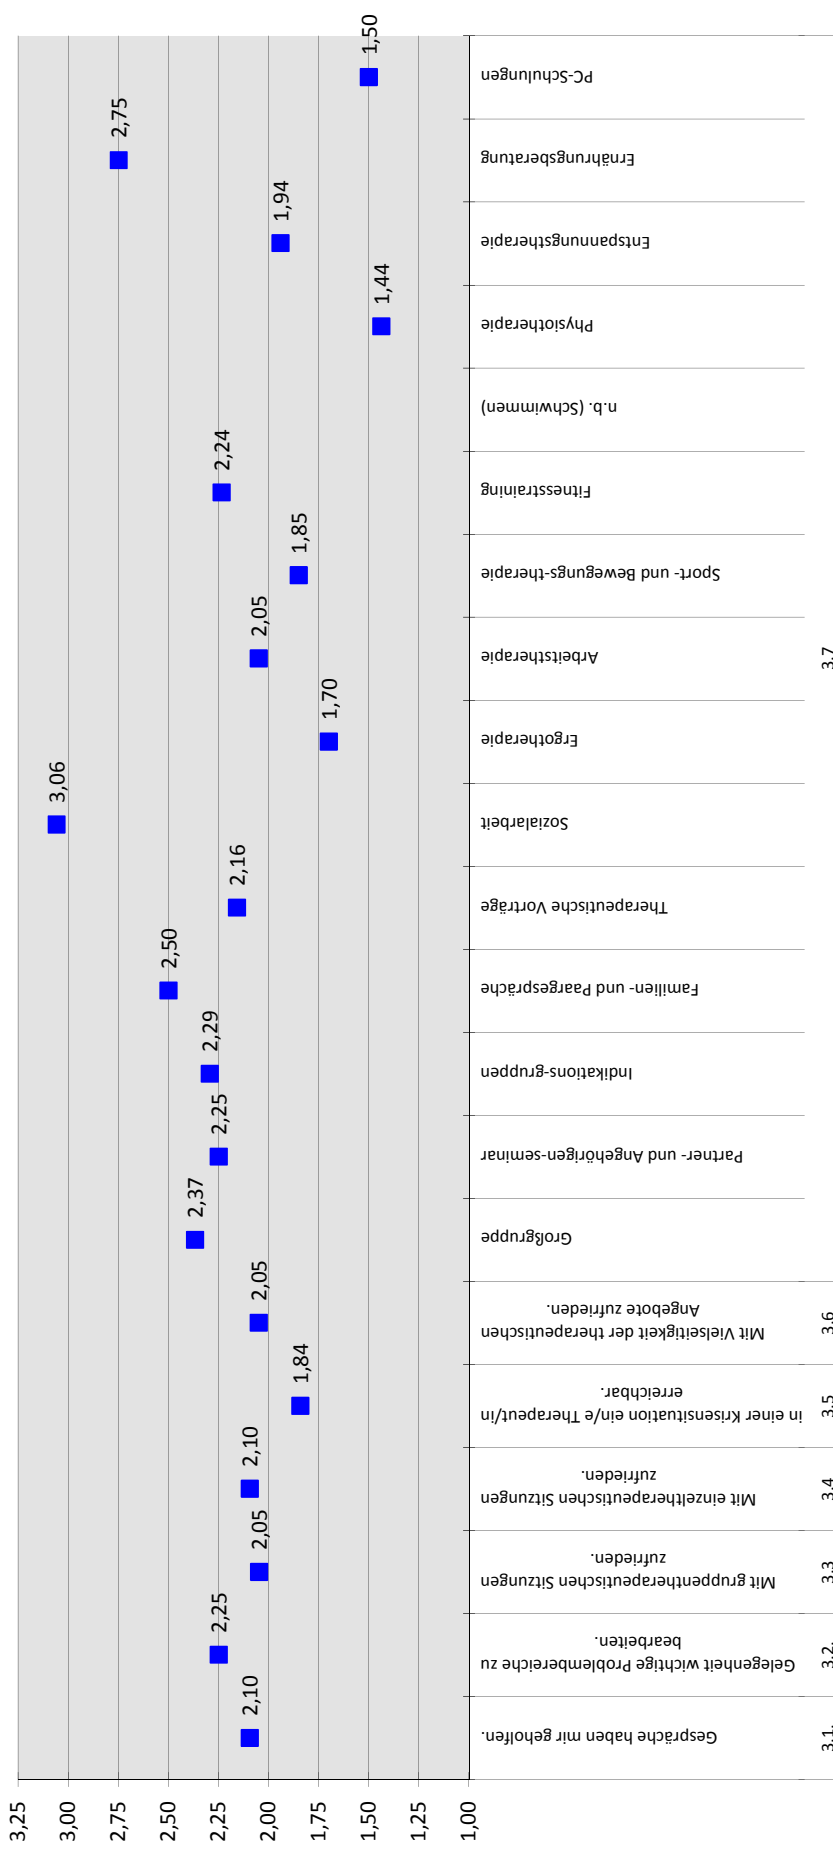 3,25
3,00
2,75
2,50
2,25
2,00
1,75
1,50
1,25
1,00
2,10
2,25
2,05
2,10
1,84
2,05
2,37
2,25
2,29
2,50
2,16
3,06
1,70
2,05
1,85
2,24
1,44
1,94
2,75
1,50
Gespräche haben mir geholfen.
Gelegenheit wichtige Problembereiche zu
bearbeiten.
Mit gruppentherapeutischen Sitzungen
zufrieden.
Mit einzeltherapeutischen Sitzungen
zufrieden.
in einer Krisensituation ein/e Therapeut/in
erreichbar.
Mit Vielseitigkeit der therapeutischen
Angebote zufrieden.
Großgruppe
Partner- und Angehörigen-seminar
Indikations-gruppen
Familien- und Paargespräche
Therapeutische Vorträge
Sozialarbeit
Ergotherapie
Arbeitstherapie
Sport- und Bewegungs-therapie
Fitnesstraining
n.b. (Schwimmen)
Physiotherapie
Entspannungstherapie
Ernährungsberatung
PC-Schulungen
3.1.
3.2.
3.3
3.4
3.5
3.6
3.7